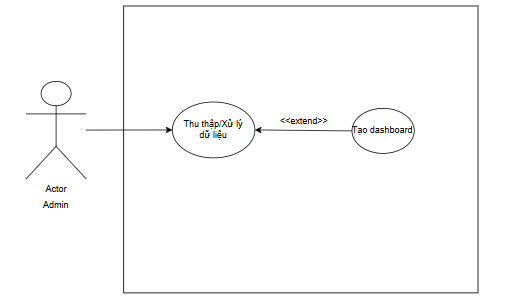 Thu thập/Xử lý
dữ liệu
<<extend>>
Tạo dashboard
Actor
Admin